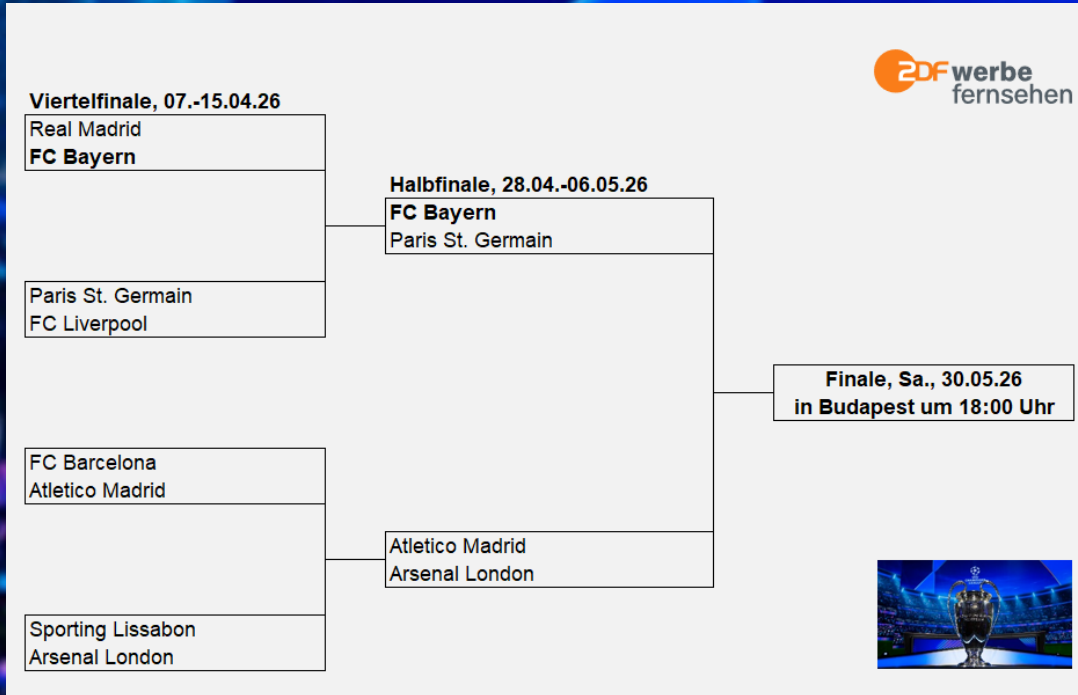 ZDF werbe
fernsehen
Viertelfinale, 07.-15.04.26
Real Madrid
FC Bayern
Halbfinale, 28.04.-06.05.26
FC Bayern
Paris St. Germain
Paris St. Germain
FC Liverpool
Finale, Sa., 30.05.26
in Budapest um 18:00 Uhr
FC Barcelona
Atletico Madrid
Atletico Madrid
Arsenal London
Sporting Lissabon
Arsenal London